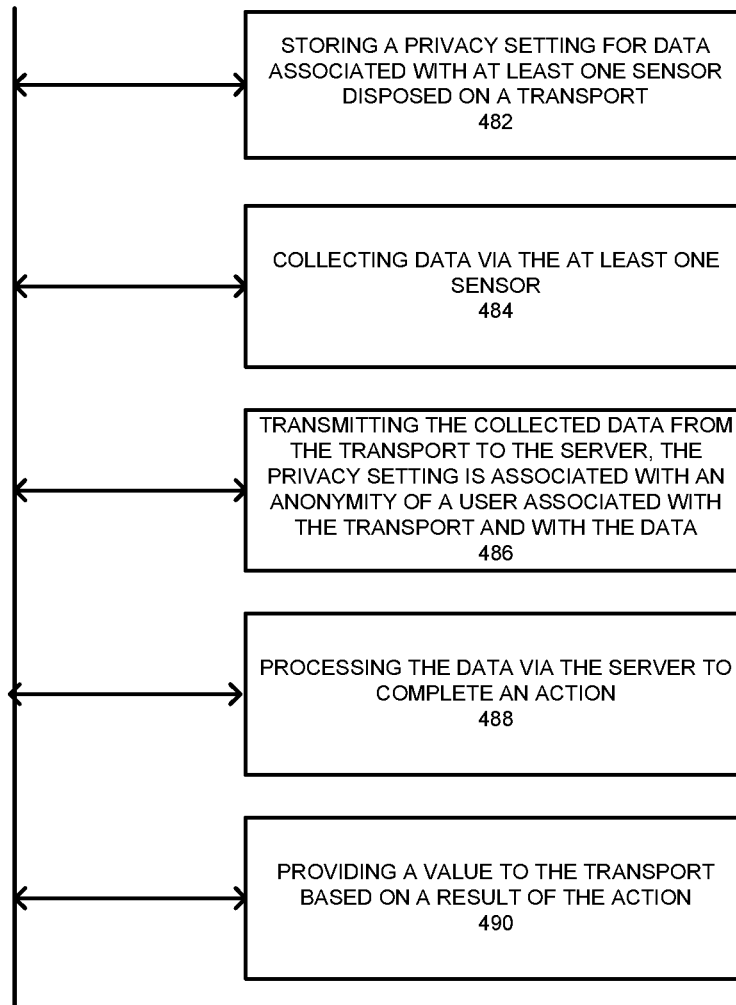 STORING A PRIVACY SETTING FOR DATA
ASSOCIATED WITH AT LEAST ONE SENSOR
DISPOSED ON A TRANSPORT
482
COLLECTING DATA VIA THE AT LEAST ONE
SENSOR
484
TRANSMITTING THE COLLECTED DATA FROM
THE TRANSPORT TO THE SERVER, THE
PRIVACY SETTING IS ASSOCIATED WITH AN
ANONYMITY OF A USER ASSOCIATED WITH
THE TRANSPORT AND WITH THE DATA
486
PROCESSING THE DATA VIA THE SERVER TO
COMPLETE AN ACTION
488
PROVIDING A VALUE TO THE TRANSPORT
BASED ON A RESULT OF THE ACTION
490